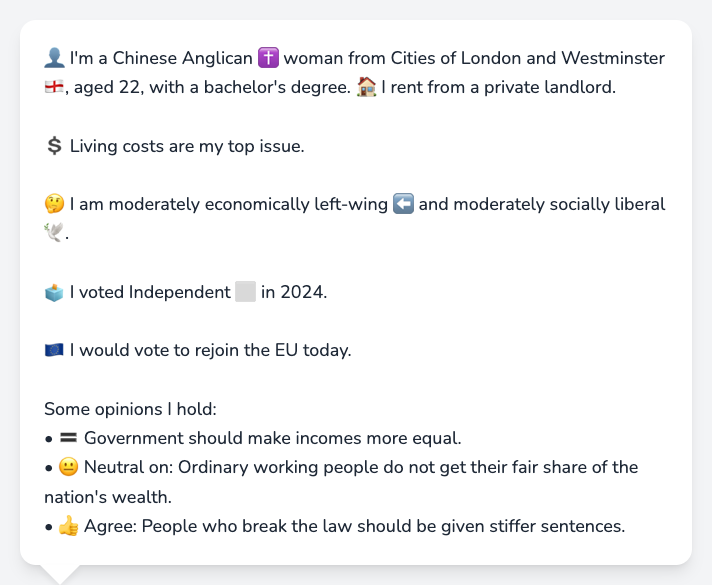 👤 I'm a Chinese Anglican ✝️ woman from Cities of London and Westminster
🏴󠁧󠁢󠁥󠁮󠁧󠁿, aged 22, with a bachelor's degree. 🏠 I rent from a private landlord.
💲 Living costs are my top issue.
🤔 I am moderately economically left-wing ⬅️ and moderately socially liberal
🕊️.
🗳️ I voted Independent ⬜ in 2024.
🇪🇺 I would vote to rejoin the EU today.
Some opinions I hold:
• 🟰 Government should make incomes more equal.
• 😐 Neutral on: Ordinary working people do not get their fair share of the
nation's wealth.
• 👍 Agree: People who break the law should be given stiffer sentences.